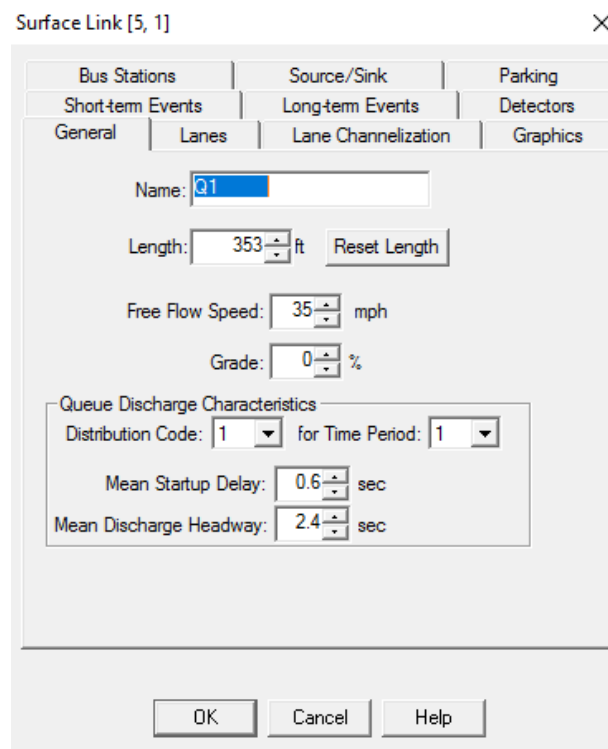 Surface Link [5, 1]
Bus Stations Source/Sink Parking
Short-term Events Long-term Events Detectors
General Lanes Lane Channelization Graphics
Name: Q1
Length: 353 ft Reset Length
Free Flow Speed: 35 mph
Grade: 0 %
Queue Discharge Characteristics
Distribution Code: 1 for Time Period: 1
Mean Startup Delay: 0.6 sec
Mean Discharge Headway: 2.4 sec
OK Cancel Help